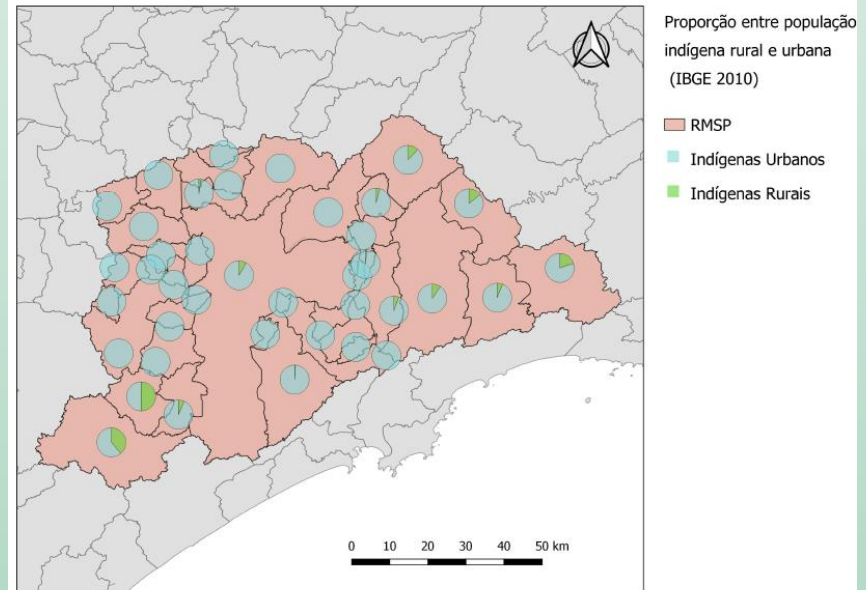 Proporção entre população
indígena rural e urbana
(IBGE 2010)
RMSP
Indígenas Urbanos
Indígenas Rurais
0 10 20 30 40 50 km